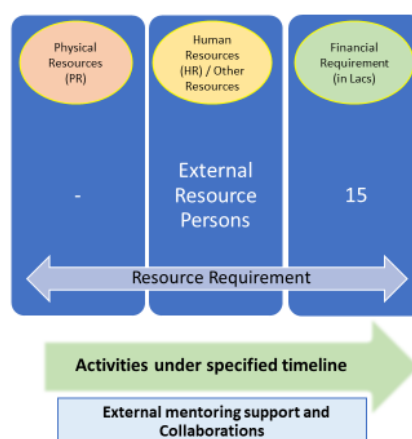 Physical
Resources
(PR)
Human
Resources
(HR) / Other
Resources
Financial
Requirement
(in Lacs)
-
External
Resource
Persons
15
Resource Requirement
Activities under specified timeline
External mentoring support and
Collaborations